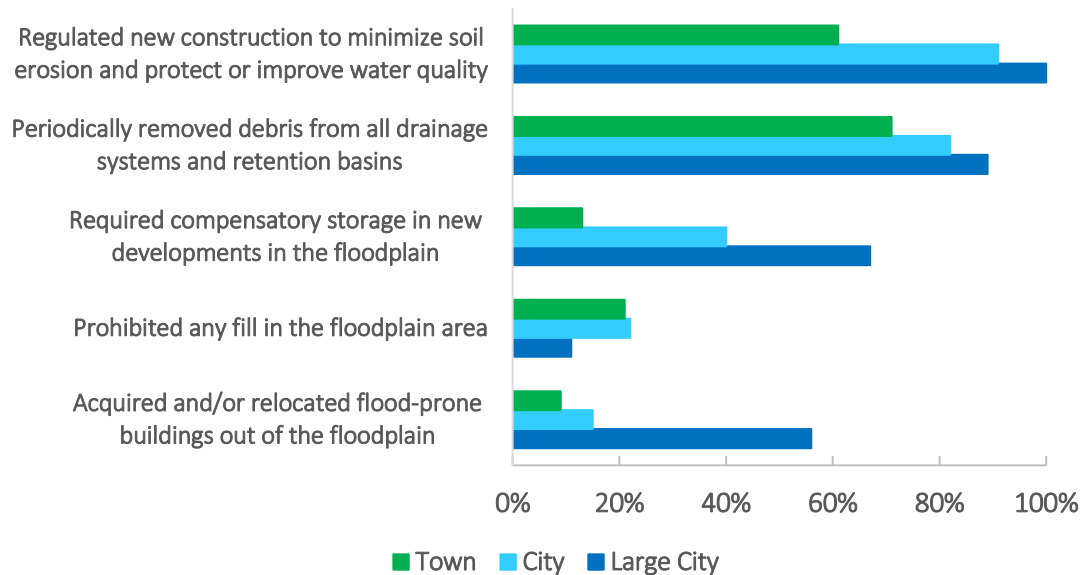 Regulated new construction to minimize soil
erosion and protect or improve water quality
Periodically removed debris from all drainage
systems and retention basins
Required compensatory storage in new
developments in the floodplain
Prohibited any fill in the floodplain area
Acquired and/or relocated flood-prone
buildings out of the floodplain
0% 20% 40% 60% 80% 100%
Town City Large City